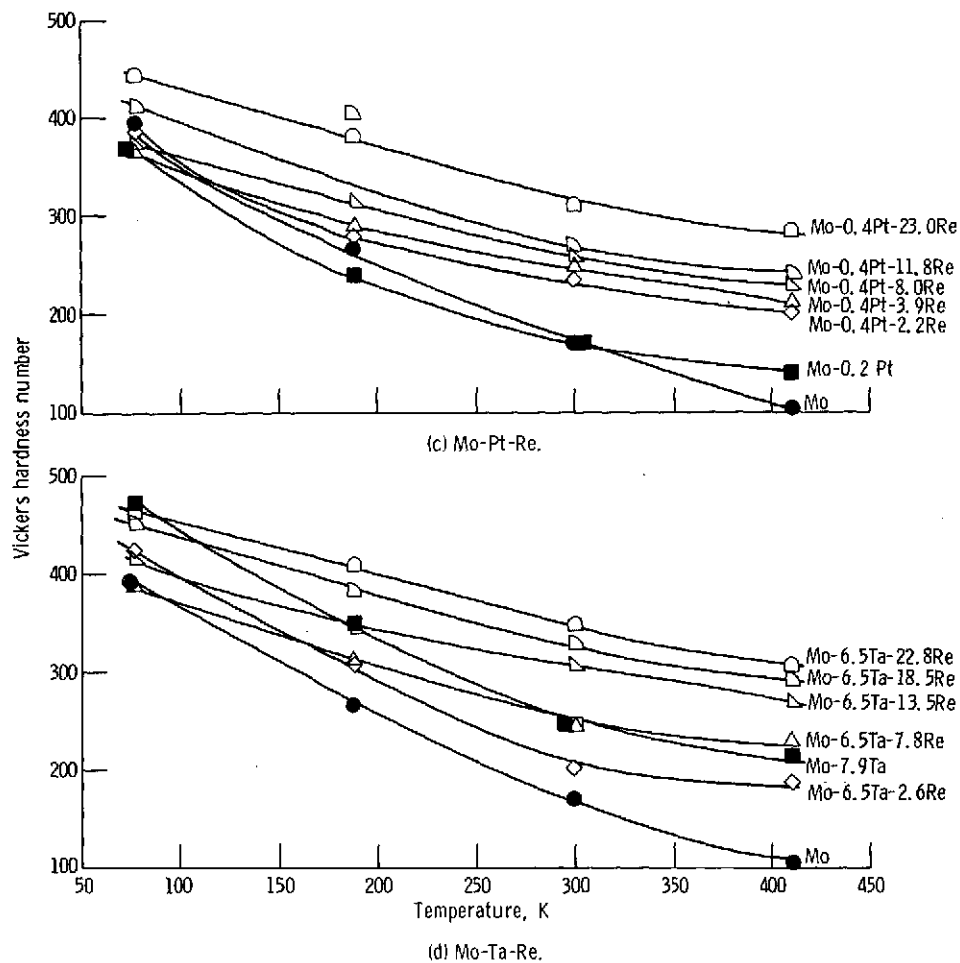 500
400
300
200
100
Mo-0.4Pt-23.0Re
Mo-0.4Pt-11.8Re
Mo-0.4Pt-8.0Re
Mo-0.4Pt-3.9Re
Mo-0.4Pt-2.2Re
Mo-0.2 Pt
Mo
(c) Mo-Pt-Re.
Vickers hardness number
500
400
300
200
100
Mo-6.5Ta-22.8Re
Mo-6.5Ta-18.5Re
Mo-6.5Ta-13.5Re
Mo-6.5Ta-7.8Re
Mo-7.9Ta
Mo-6.5Ta-2.6Re
Mo
50 100 150 200 250 300 350 400 450
Temperature, K
(d) Mo-Ta-Re.